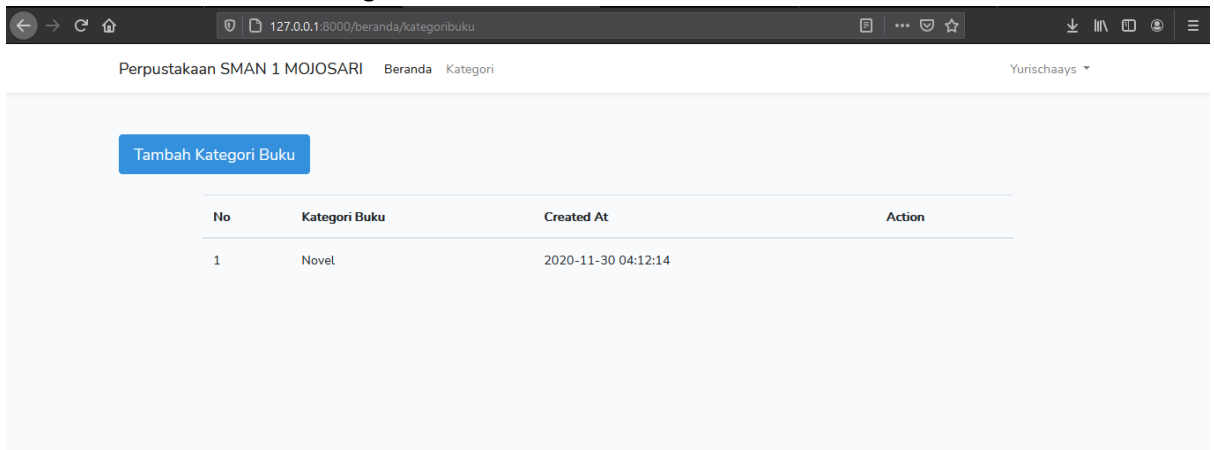 127.0.0.1:8000/beranda/kategoribuku
Perpustakaan SMAN 1 MOJOSARI Beranda Kategori Yurischaays
Tambah Kategori Buku
No Kategori Buku Created At Action
1 Novel 2020-11-30 04:12:14